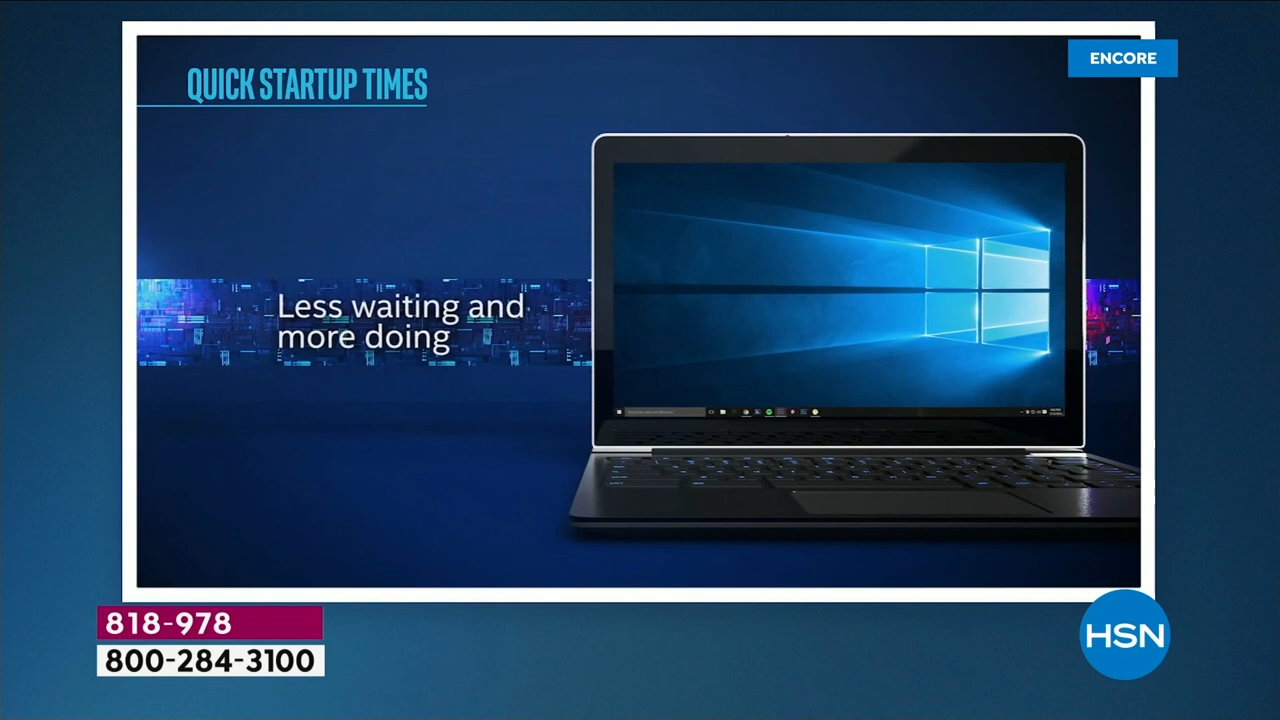 ENCORE
QUICK STARTUP TIMES
Less waiting and
more doing
818-978
800-284-3100
HSN